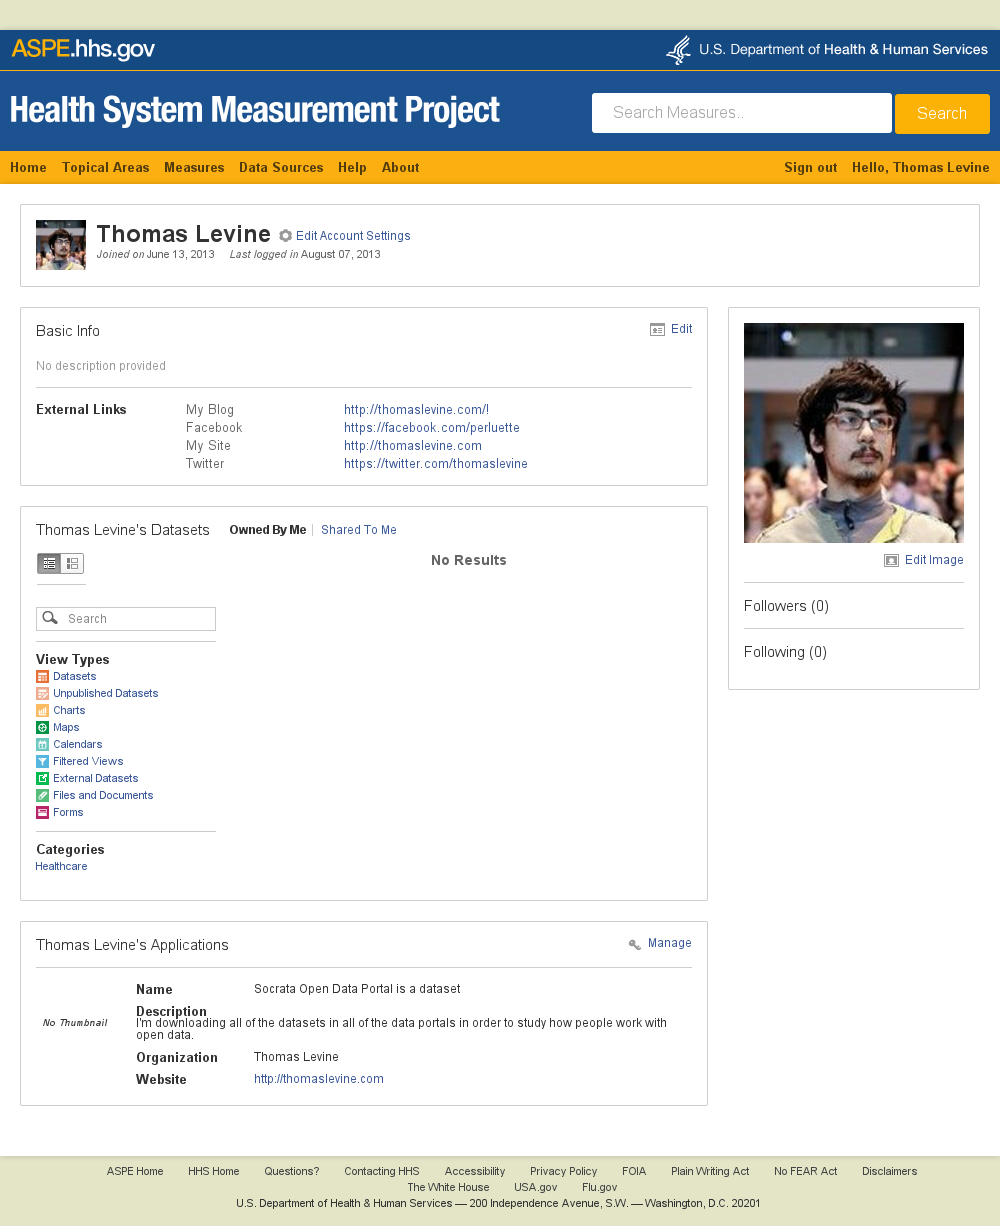 ASPE.hhs.gov
U.S. Department of Health & Human Services
Health System Measurement Project
Search Measures..
Search
Home Topical Areas Measures Data Sources Help About Sign out Hello, Thomas Levine
Thomas Levine Edit Account Settings
Joined on June 13, 2013 Last logged in August 07, 2013
Basic Info
Edit
No description provided
External Links My Blog http://thomaslevine.com/!
Facebook https://facebook.com/perluette
My Site http://thomaslevine.com
Twitter https://twitter.com/thomaslevine
Edit Image
Followers (0)
Following (0)
Thomas Levine's Datasets Owned By Me Shared To Me
No Results
Search
View Types
Datasets
Unpublished Datasets
Charts
Maps
Calendars
Filtered Views
External Datasets
Files and Documents
Forms
Categories
Healthcare
Thomas Levine's Applications
Manage
No Thumbnail
Name Socrata Open Data Portal is a dataset
Description
I'm downloading all of the datasets in all of the data portals in order to study how people work with
open data.
Organization Thomas Levine
Website http://thomaslevine.com
ASPE Home HHS Home Questions? Contacting HHS Accessibility Privacy Policy FOIA Plain Writing Act No FEAR Act Disclaimers
The White House USA.gov Flu.gov
U.S. Department of Health & Human Services — 200 Independence Avenue, S.W. — Washington, D.C. 20201